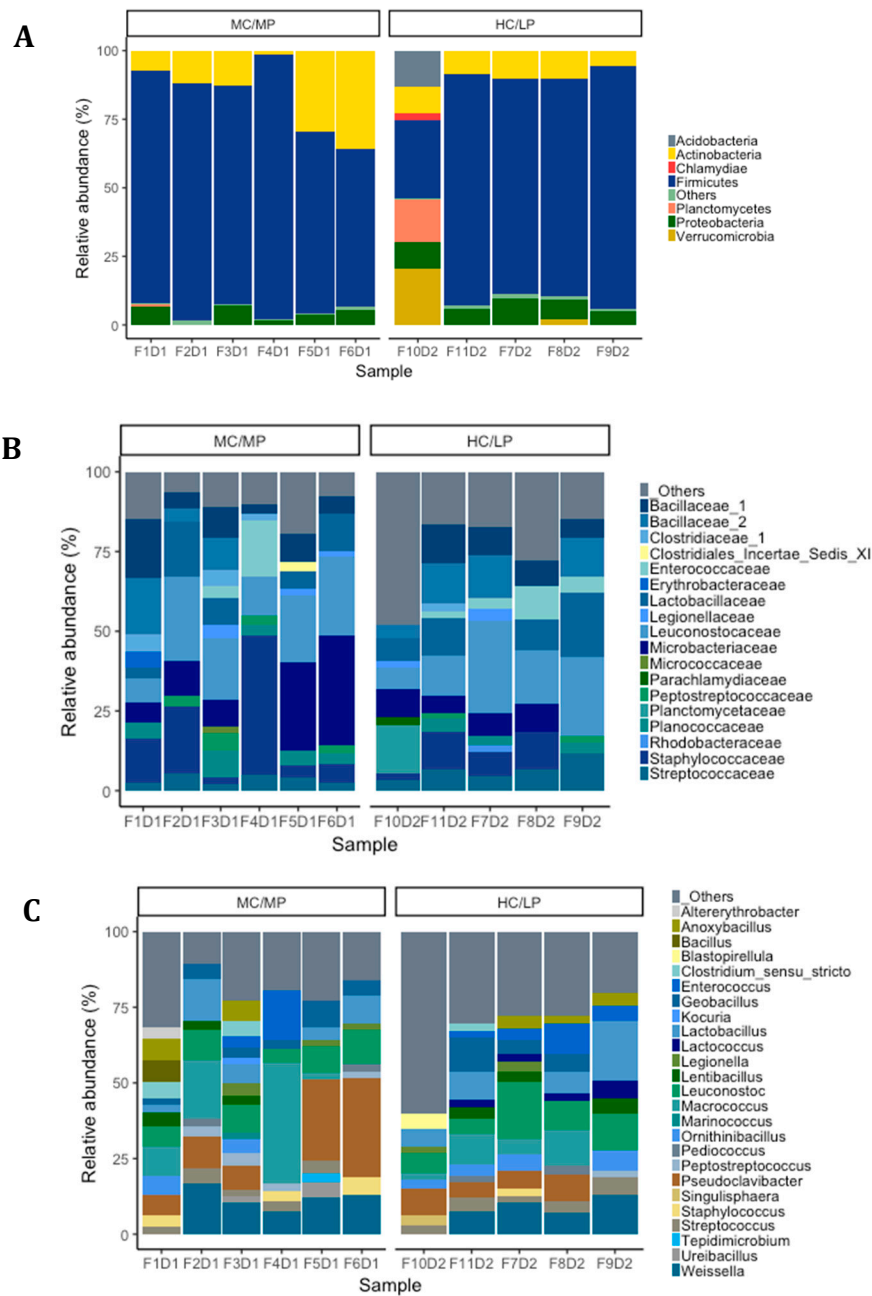 A
MC/MP
HC/LP
Relative abundance (%)
100
75
50
25
0
F1D1 F2D1 F3D1 F4D1 F5D1 F6D1
F10D2 F11D2 F7D2 F8D2 F9D2
Sample
Acidobacteria
Actinobacteria
Chlamydiae
Firmicutes
Others
Planctomycetes
Proteobacteria
Verrucomicrobia
B
MC/MP
HC/LP
Relative abundance (%)
100
75
50
25
0
F1D1 F2D1 F3D1 F4D1 F5D1 F6D1
F10D2 F11D2 F7D2 F8D2 F9D2
Sample
_Others
Bacillaceae_1
Bacillaceae_2
Clostridiaceae_1
Clostridiales_Incertae_Sedis_XI
Enterococcaceae
Erythrobacteraceae
Lactobacillaceae
Legionellaceae
Leuconostocaceae
Microbacteriaceae
Micrococcaceae
Parachlamydiaceae
Peptostreptococcaceae
Planctomycetaceae
Planococcaceae
Rhodobacteraceae
Staphylococcaceae
Streptococcaceae
C
MC/MP
HC/LP
Relative abundance (%)
100
75
50
25
0
F1D1 F2D1 F3D1 F4D1 F5D1 F6D1
F10D2 F11D2 F7D2 F8D2 F9D2
Sample
_Others
Altererythrobacter
Anoxybacillus
Bacillus
Blastopirellula
Clostridium_sensu_stricto
Enterococcus
Geobacillus
Kocuria
Lactobacillus
Lactococcus
Legionella
Lentibacillus
Leuconostoc
Macrococcus
Marinococcus
Ornithinibacillus
Pediococcus
Peptostreptococcus
Pseudoclavibacter
Singulisphaera
Staphylococcus
Streptococcus
Tepidimicrobium
Ureibacillus
Weissella